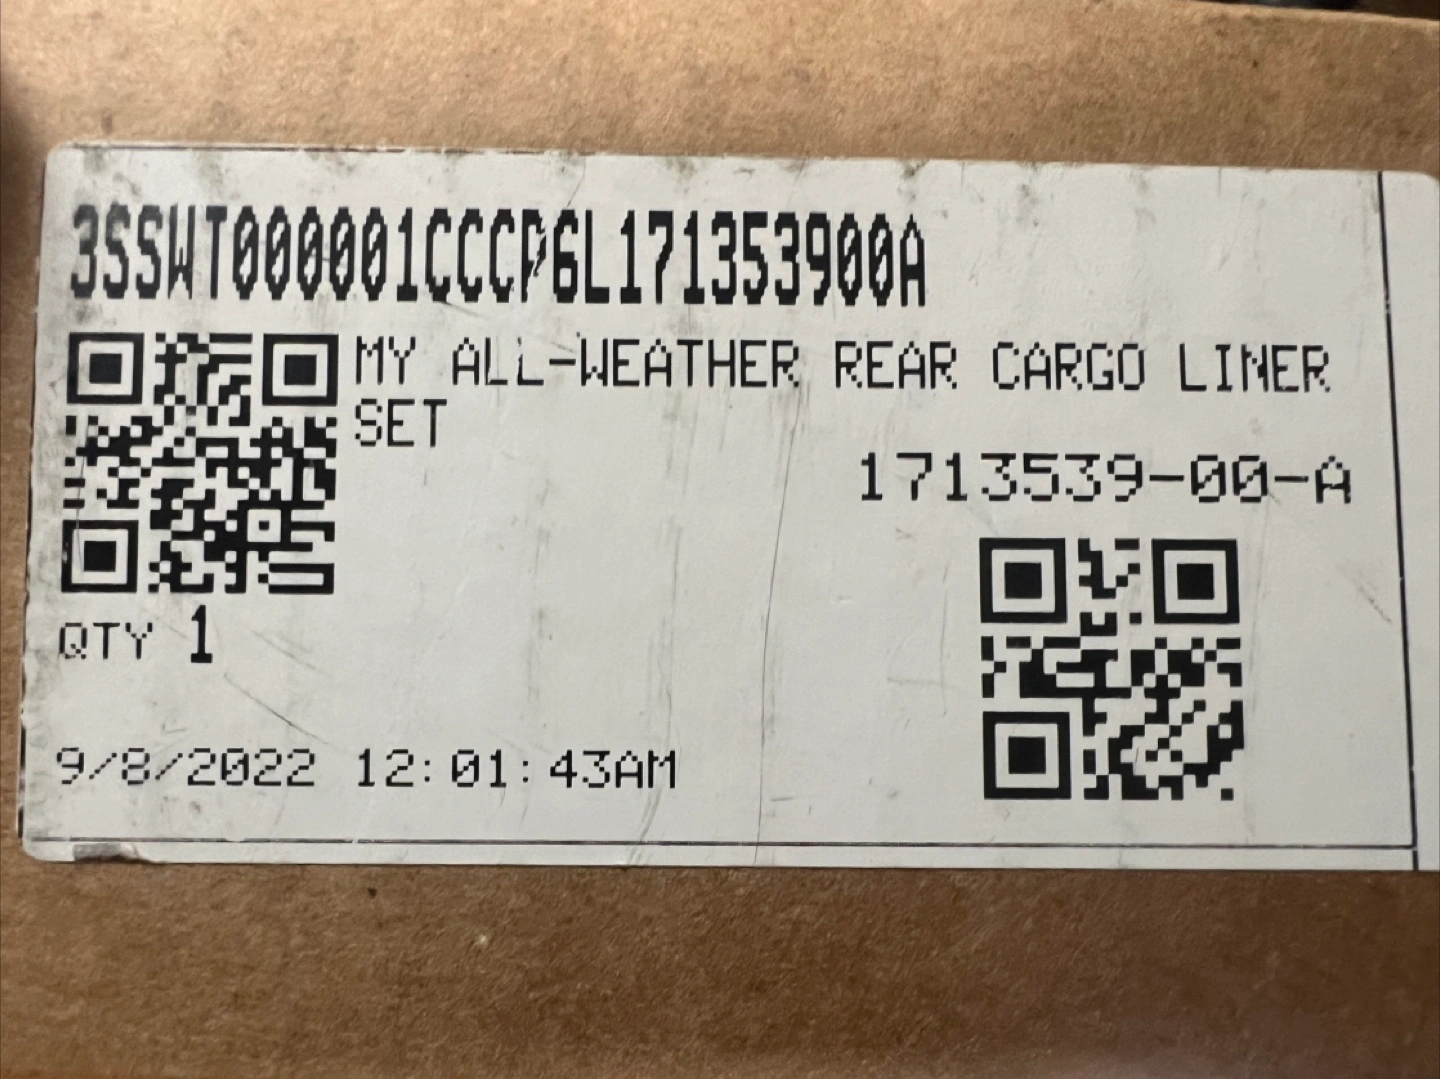 3SSWT000001CCCP6L171353900A
MY ALL-WEATHER REAR CARGO LINER
SET
1713539-00-A
QTY 1
9/8/2022 12:01:43AM